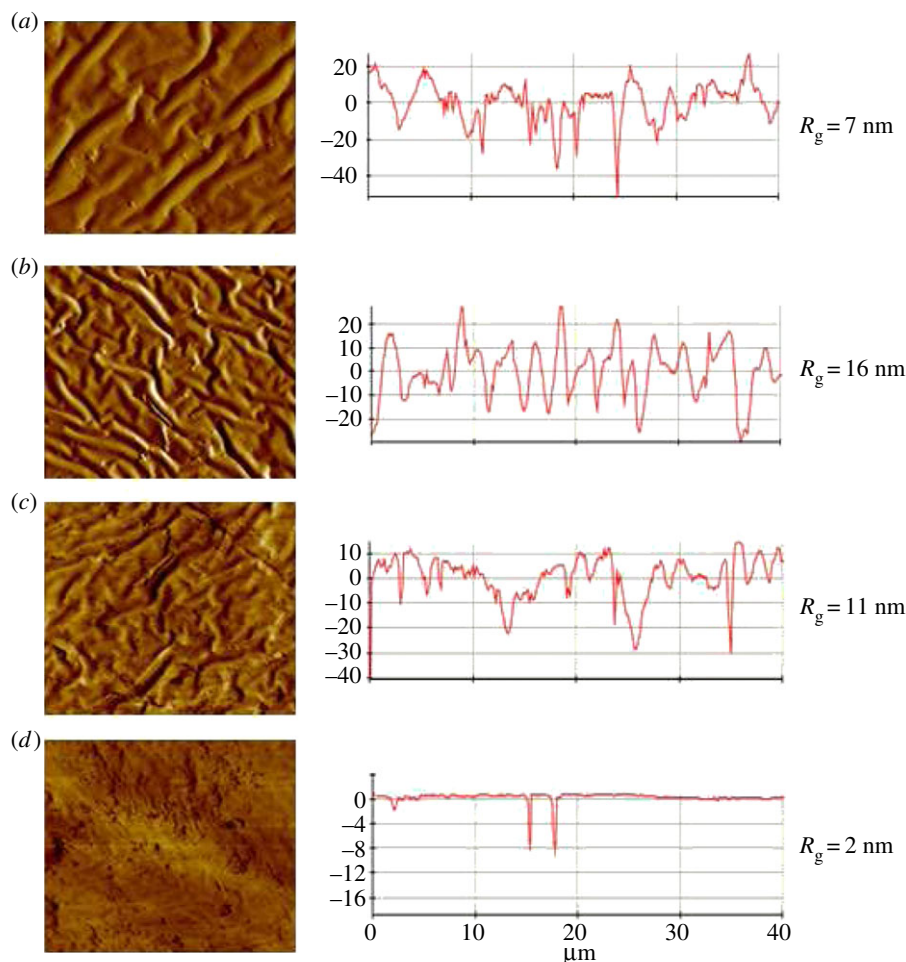 (a)
20
0
–20
–40
R_g = 7 nm
(b)
20
10
0
–10
–20
R_g = 16 nm
(c)
10
0
–10
–20
–30
–40
R_g = 11 nm
(d)
0
–4
–8
–12
–16
R_g = 2 nm
0 10 20 30 40
µm